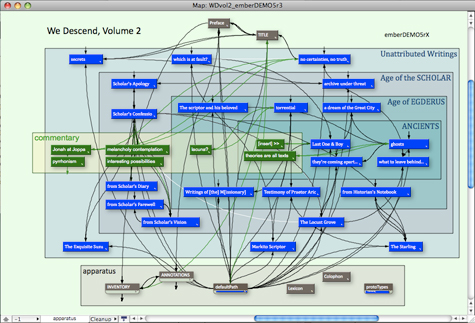 Map: WDvol2_emberDEMOSr3
We Descend, Volume 2
Preface
TITLE
emberDEMOSrX
Unattributed Writings
secrets
which is at fault?
no certainties, no truth
Age of the SCHOLAR
Scholar's Apology
archive under threat
Age of EGDERUS
Scholar's Confessio
The scriptor and his beloved
torrential
a dream of the Great City
ANCIENTS
commentary
Jonah at Joppa
melancholy contemplation
lacuna?
[insert] >>
Last One & Boy
ghosts
pyrrhonism
interesting possibilities
theories are all texts
they're coming apart
what to leave behind...
from Scholar's Diary
Writings of [the] M[issionary]
Testimony of Praetor
from Historian's Notebook
from Scholar's Farewell
from Scholar's Vision
The Locust Grove
The Exquisite Suns
The Starling
apparatus
ANNOTATIONS
INVENTORY
defaultPath
Lexicon
Colophon
protoTypes
-1
apparatus
Cleanup